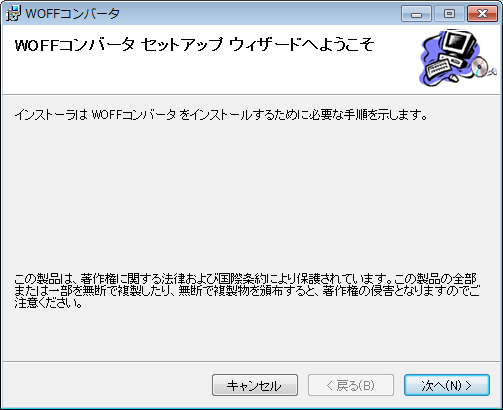 WOFFコンバータ
WOFFコンバータ セットアップ ウィザードへようこそ
インストーラは WOFFコンバータ をインストールするために必要な手順を示します。
この製品は、著作権に関する法律および国際条約により保護されています。この製品の全部
または一部を無断で複製したり、無断で複製物を頒布すると、著作権の侵害となりますのでご
注意ください。
キャンセル
< 戻る(B)
次へ(N) >